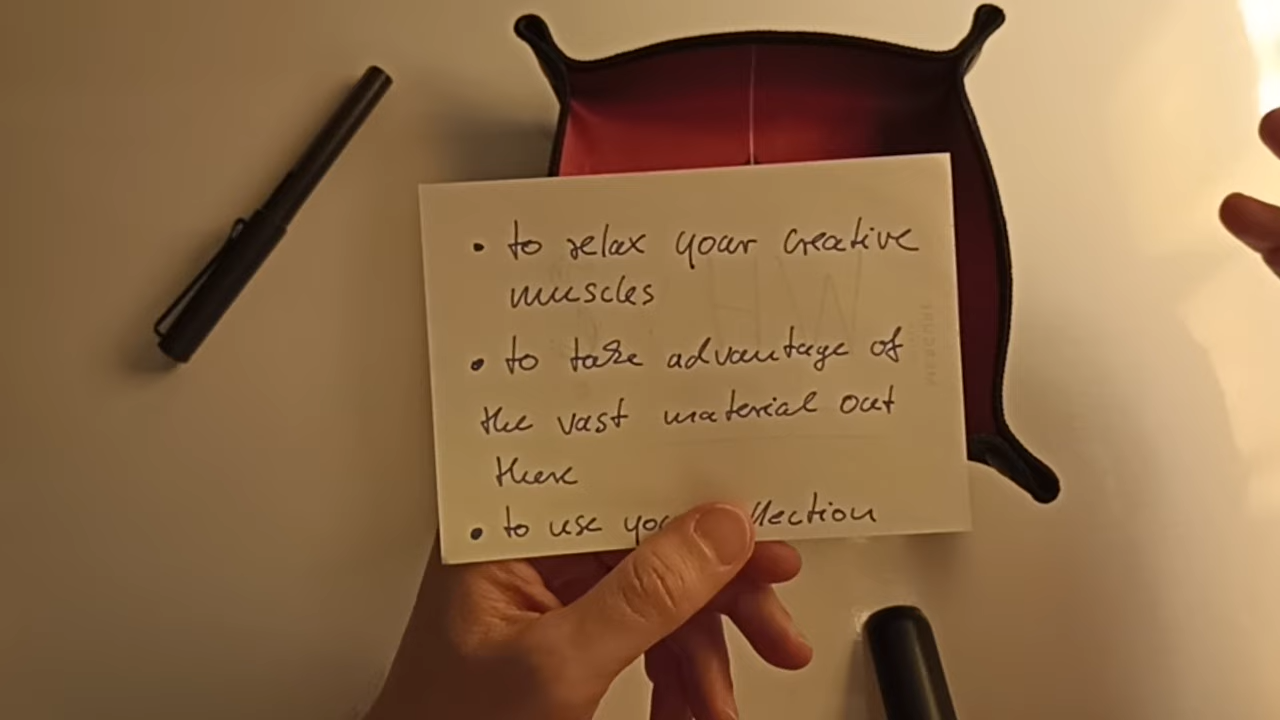 • to relax your creative
muscles
• to take advantage of
the vast material out
there
• to use